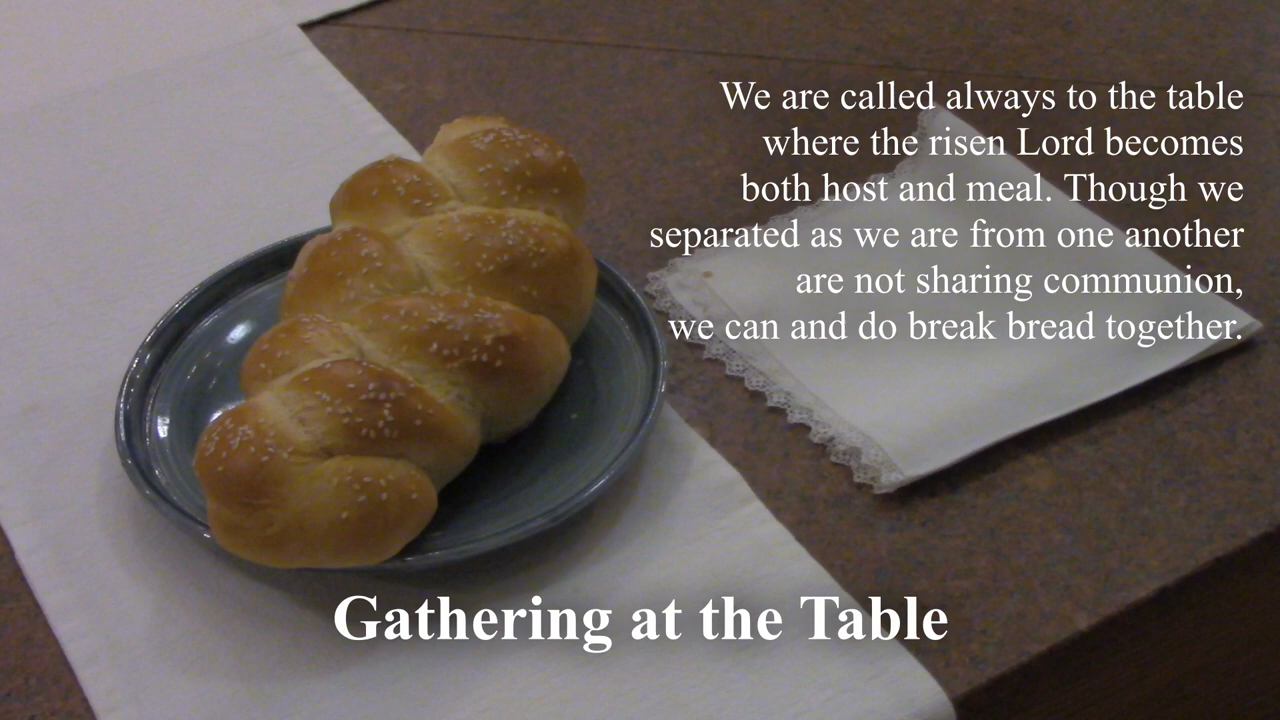 We are called always to the table
where the risen Lord becomes
both host and meal. Though we
separated as we are from one another
are not sharing communion,
we can and do break bread together.
Gathering at the Table